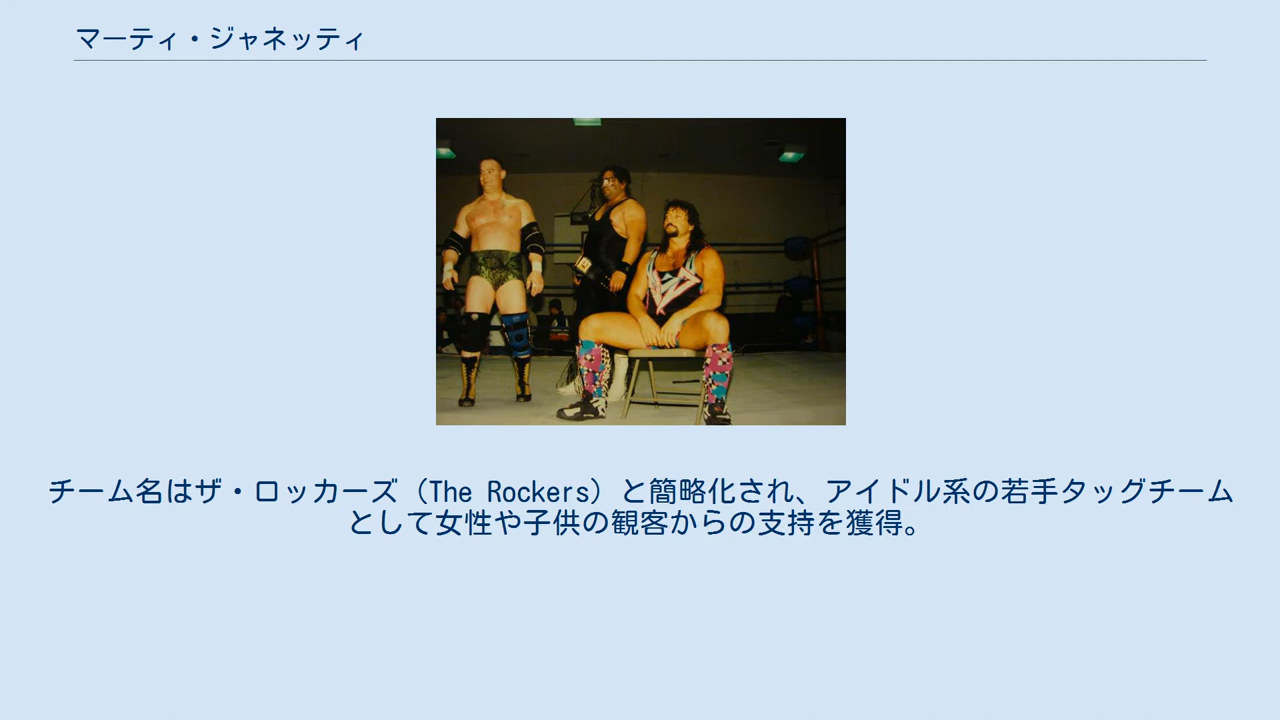 マーティ・ジャネッティ
チーム名はザ・ロッカーズ（The Rockers）と簡略化され、アイドル系の若手タッグチーム
として女性や子供の観客からの支持を獲得。